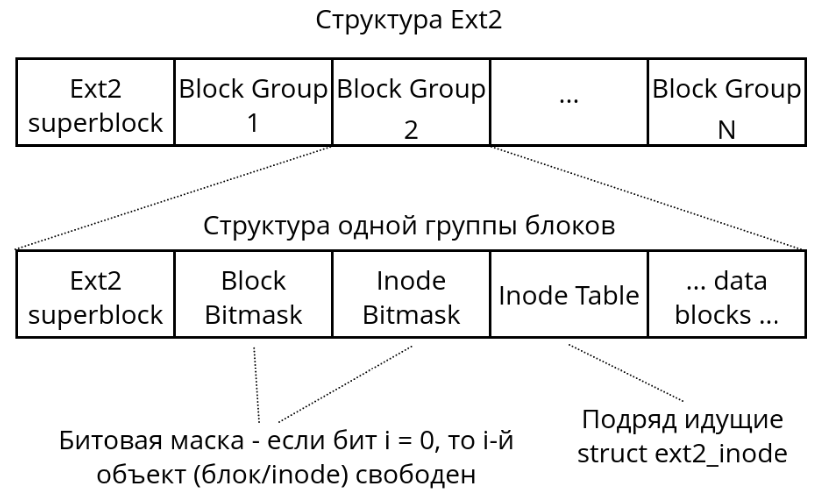 Структура Ext2
Ext2
superblock
Block Group
1
Block Group
2
...
Block Group
N
Структура одной группы блоков
Ext2
superblock
Block
Bitmask
Inode
Bitmask
Inode Table
... data
blocks ...
Битовая маска - если бит i = 0, то i-й
объект (блок/inode) свободен
Подряд идущие
struct ext2_inode